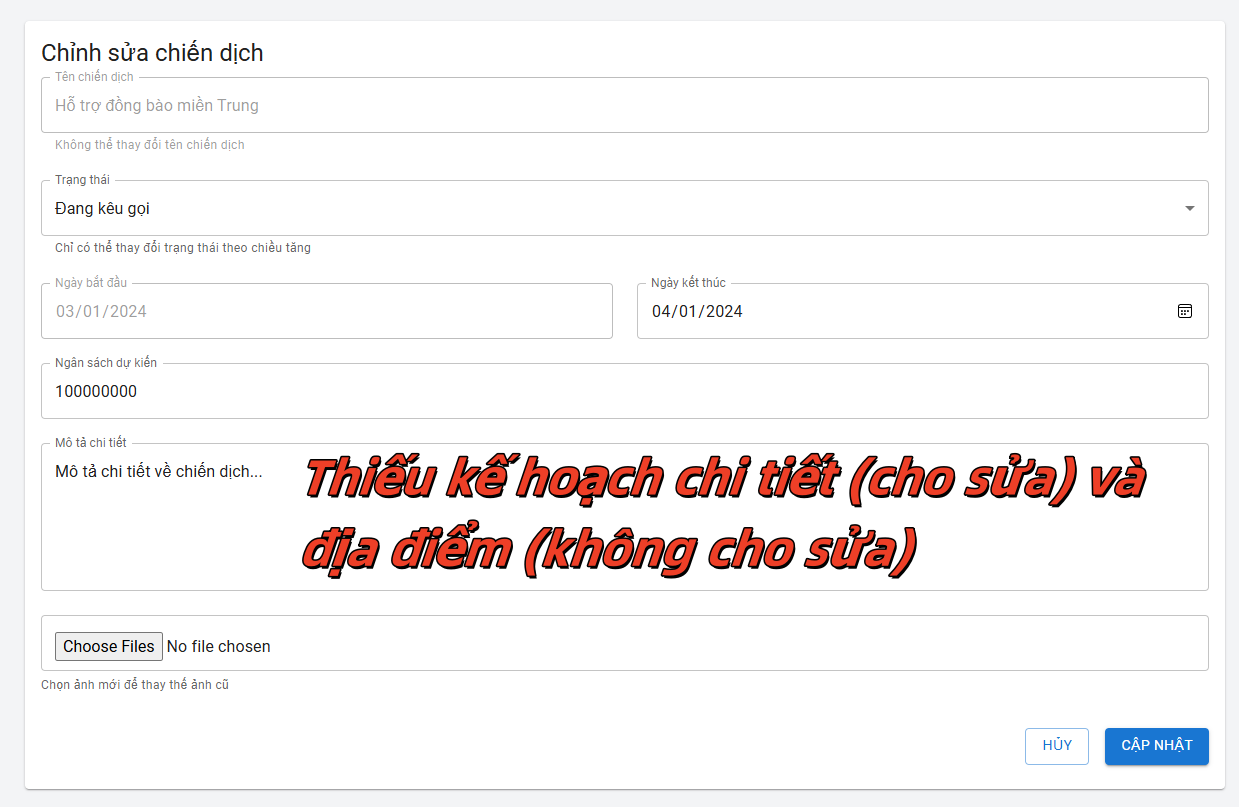 Chỉnh sửa chiến dịch
Tên chiến dịch
Hỗ trợ đồng bào miền Trung
Không thể thay đổi tên chiến dịch
Trạng thái
Đang kêu gọi
Chỉ có thể thay đổi trạng thái theo chiều tăng
Ngày bắt đầu
03/01/2024
Ngày kết thúc
04/01/2024
Ngân sách dự kiến
100000000
Mô tả chi tiết
Mô tả chi tiết về chiến dịch...
Thiếu kế hoạch chi tiết (cho sửa) và
địa điểm (không cho sửa)
Choose Files No file chosen
Chọn ảnh mới để thay thế ảnh cũ
HỦY
CẬP NHẬT